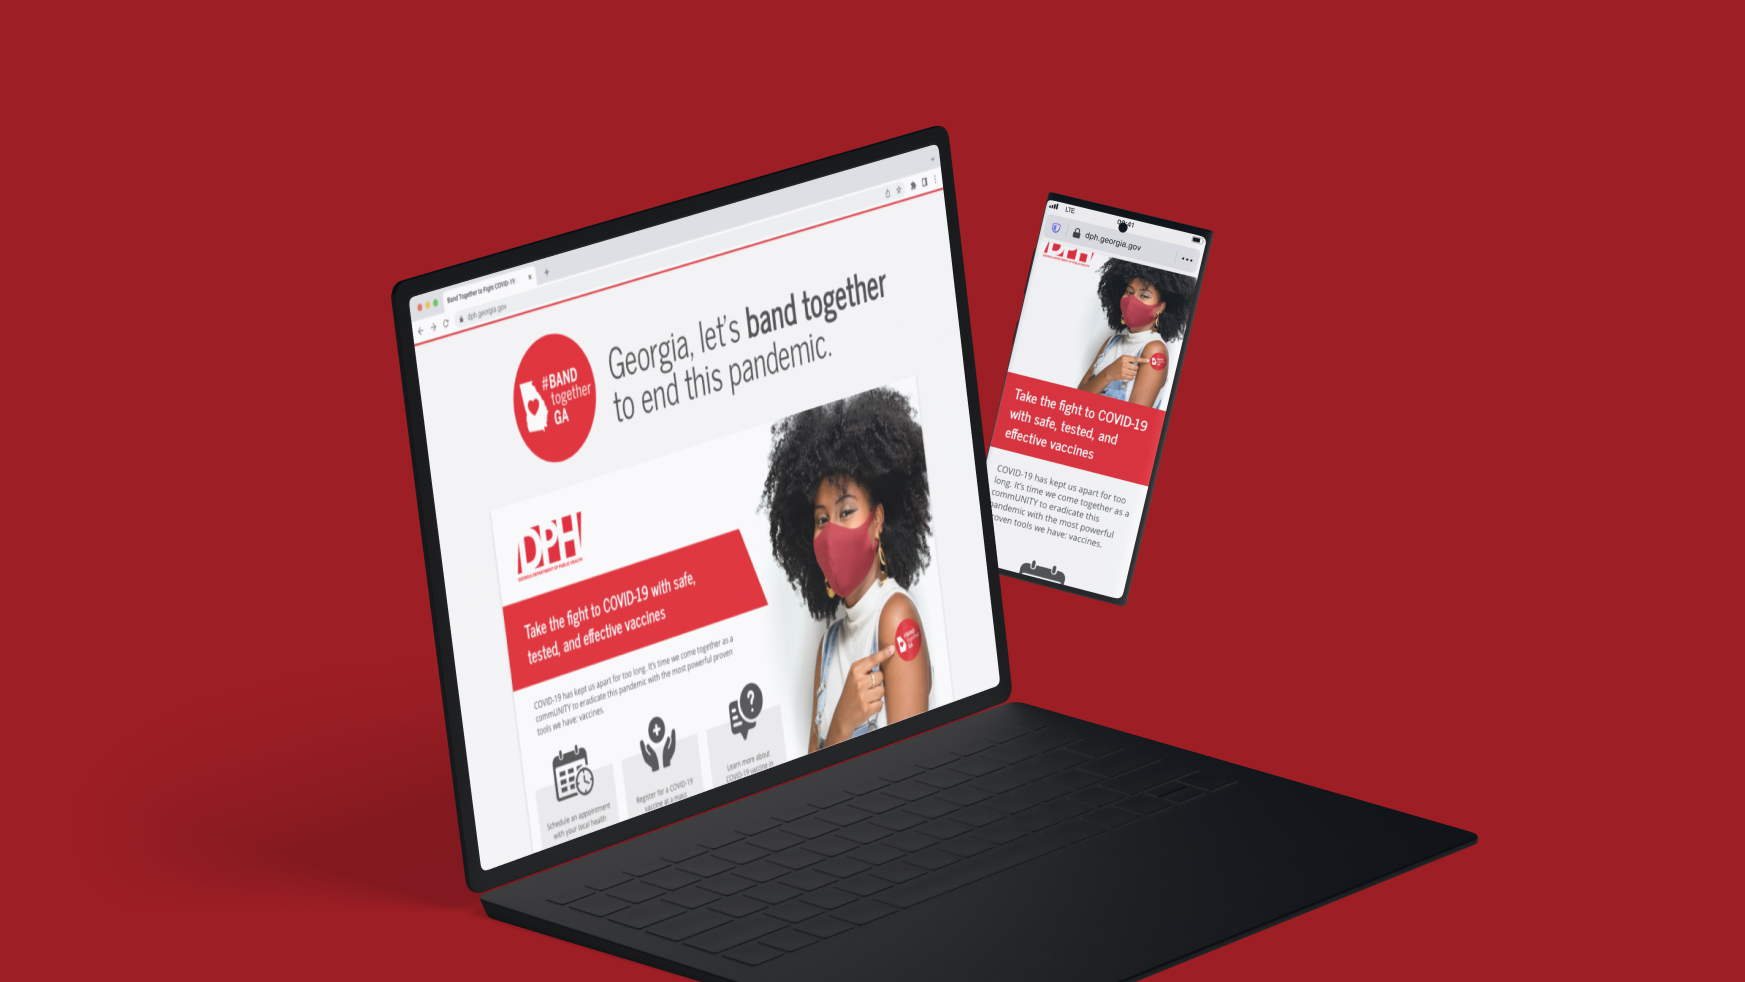 Band Together to Fight COVID-19
dph.georgia.gov
#BAND
together
GA
Georgia, let's band together
to end this pandemic.
DPH
GEORGIA DEPARTMENT OF PUBLIC HEALTH
Take the fight to COVID-19 with safe,
tested, and effective vaccines
COVID-19 has kept us apart for too long. It's time we come together as a
commUNITY to eradicate this pandemic with the most powerful proven
tools we have: vaccines.
Schedule an appointment
with your local health
Register for a COVID-19
vaccine at a mass
Learn more about
COVID-19 vaccine in
#BAND
together
GA
LTE
dph.georgia.gov
DPH
Take the fight to COVID-19
with safe, tested, and
effective vaccines
COVID-19 has kept us apart for too
long. It's time we come together as a
commUNITY to eradicate this
pandemic with the most powerful
proven tools we have: vaccines.